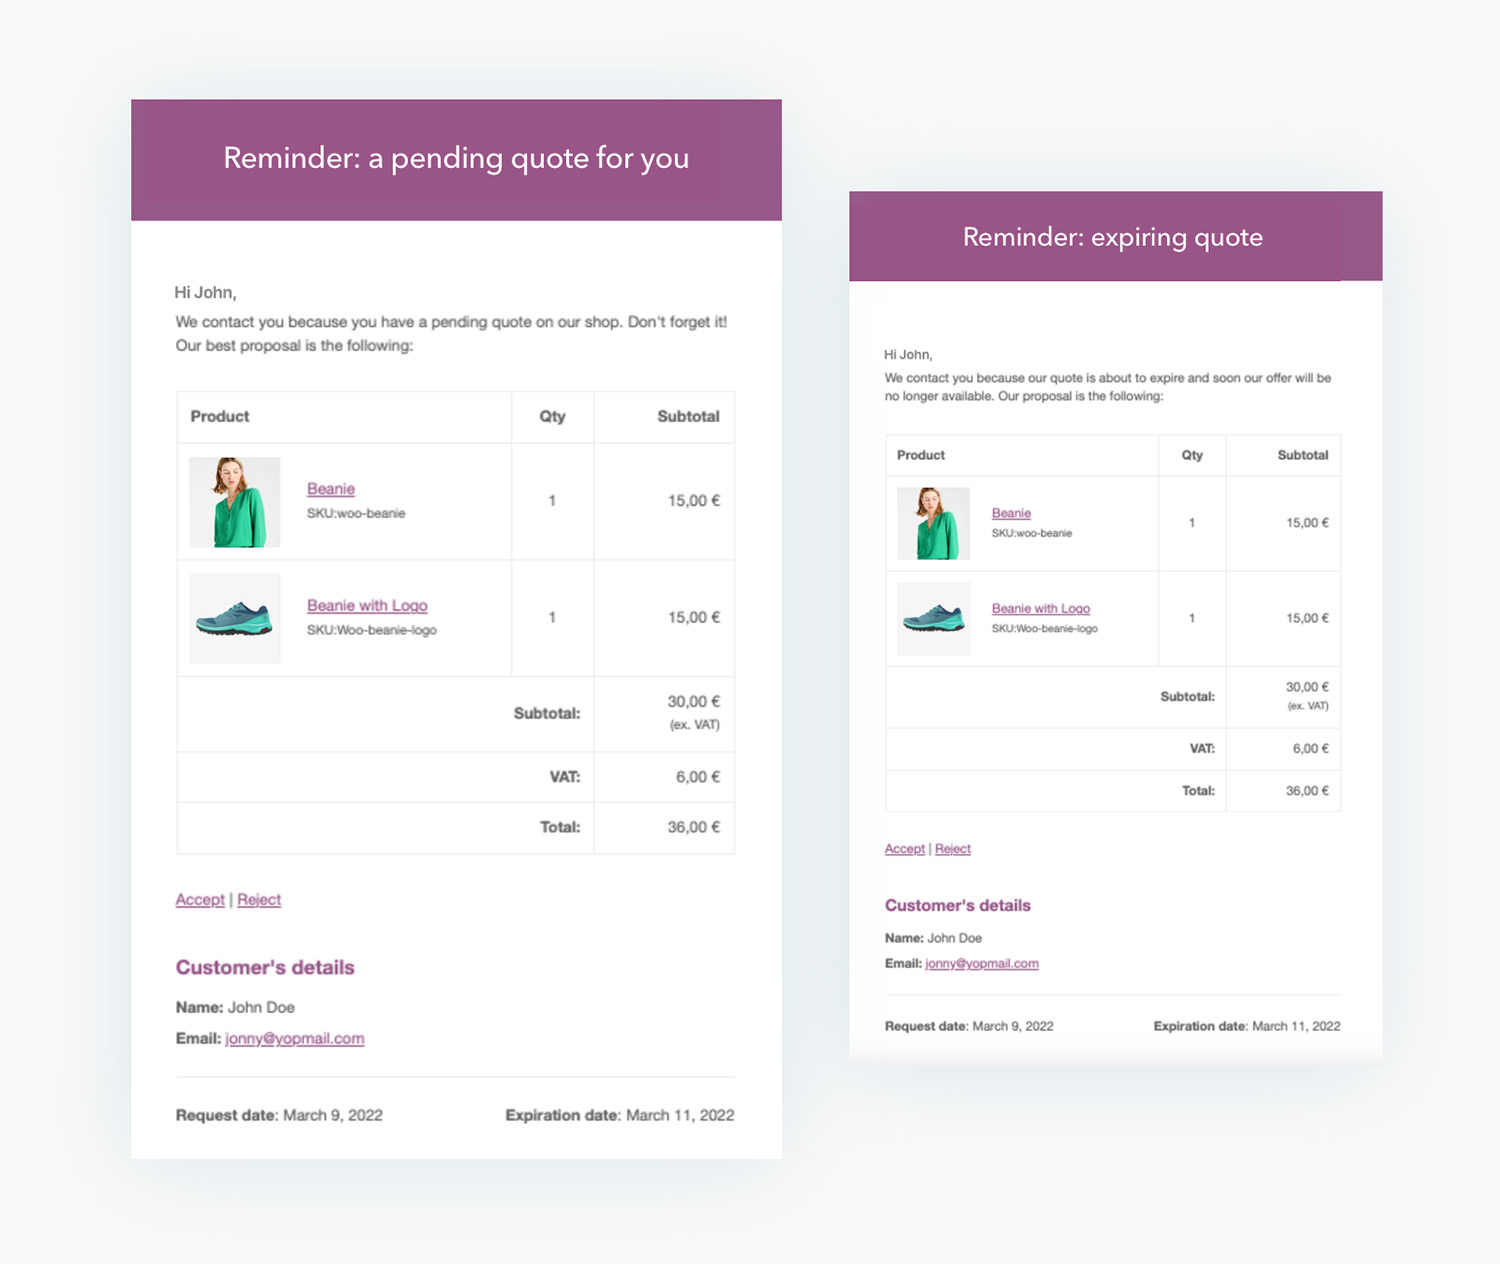 Reminder: a pending quote for you
Hi John,
We contact you because you have a pending quote on our shop. Don't forget it!
Our best proposal is the following:
Product Qty Subtotal
Beanie
SKU:woo-beanie
1 15,00 €
Beanie with Logo
SKU:Woo-beanie-logo
1 15,00 €
Subtotal: 30,00 €
(ex. VAT)
VAT: 6,00 €
Total: 36,00 €
Accept | Reject
Customer's details
Name: John Doe
Email: jonny@yopmail.com
Request date: March 9, 2022 Expiration date: March 11, 2022
Reminder: expiring quote
Hi John,
We contact you because our quote is about to expire and soon our offer will be
no longer available. Our proposal is the following:
Product Qty Subtotal
Beanie
SKU:woo-beanie
1 15,00 €
Beanie with Logo
SKU:Woo-beanie-logo
1 15,00 €
Subtotal: 30,00 €
(ex. VAT)
VAT: 6,00 €
Total: 36,00 €
Accept | Reject
Customer's details
Name: John Doe
Email: jonny@yopmail.com
Request date: March 9, 2022 Expiration date: March 11, 2022